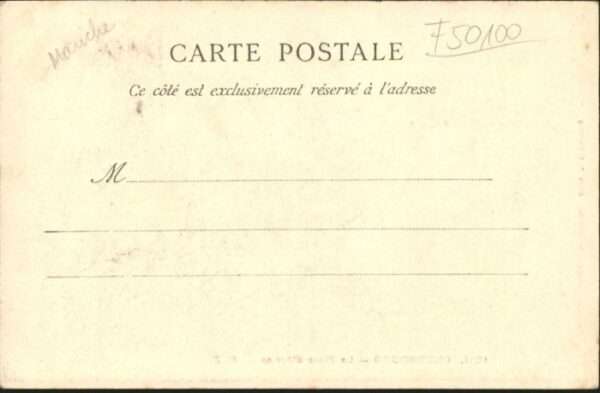 Manche
F50100
CARTE POSTALE
Ce côté est exclusivement réservé à l'adresse
M